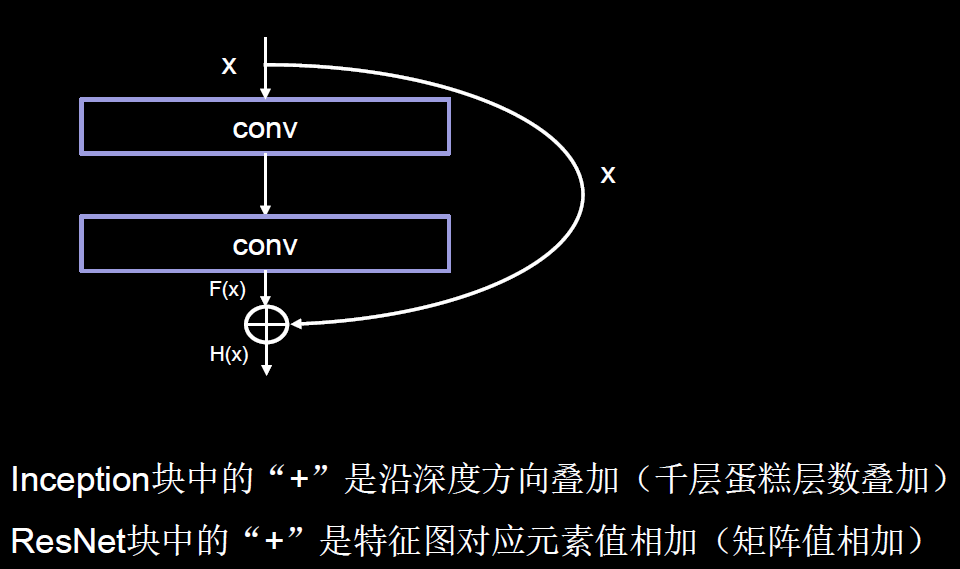 x
x
conv
conv
F(x)
H(x)
Inception块中的“+”是沿深度方向叠加（千层蛋糕层数叠加）
ResNet块中的“+”是特征图对应元素值相加（矩阵值相加）